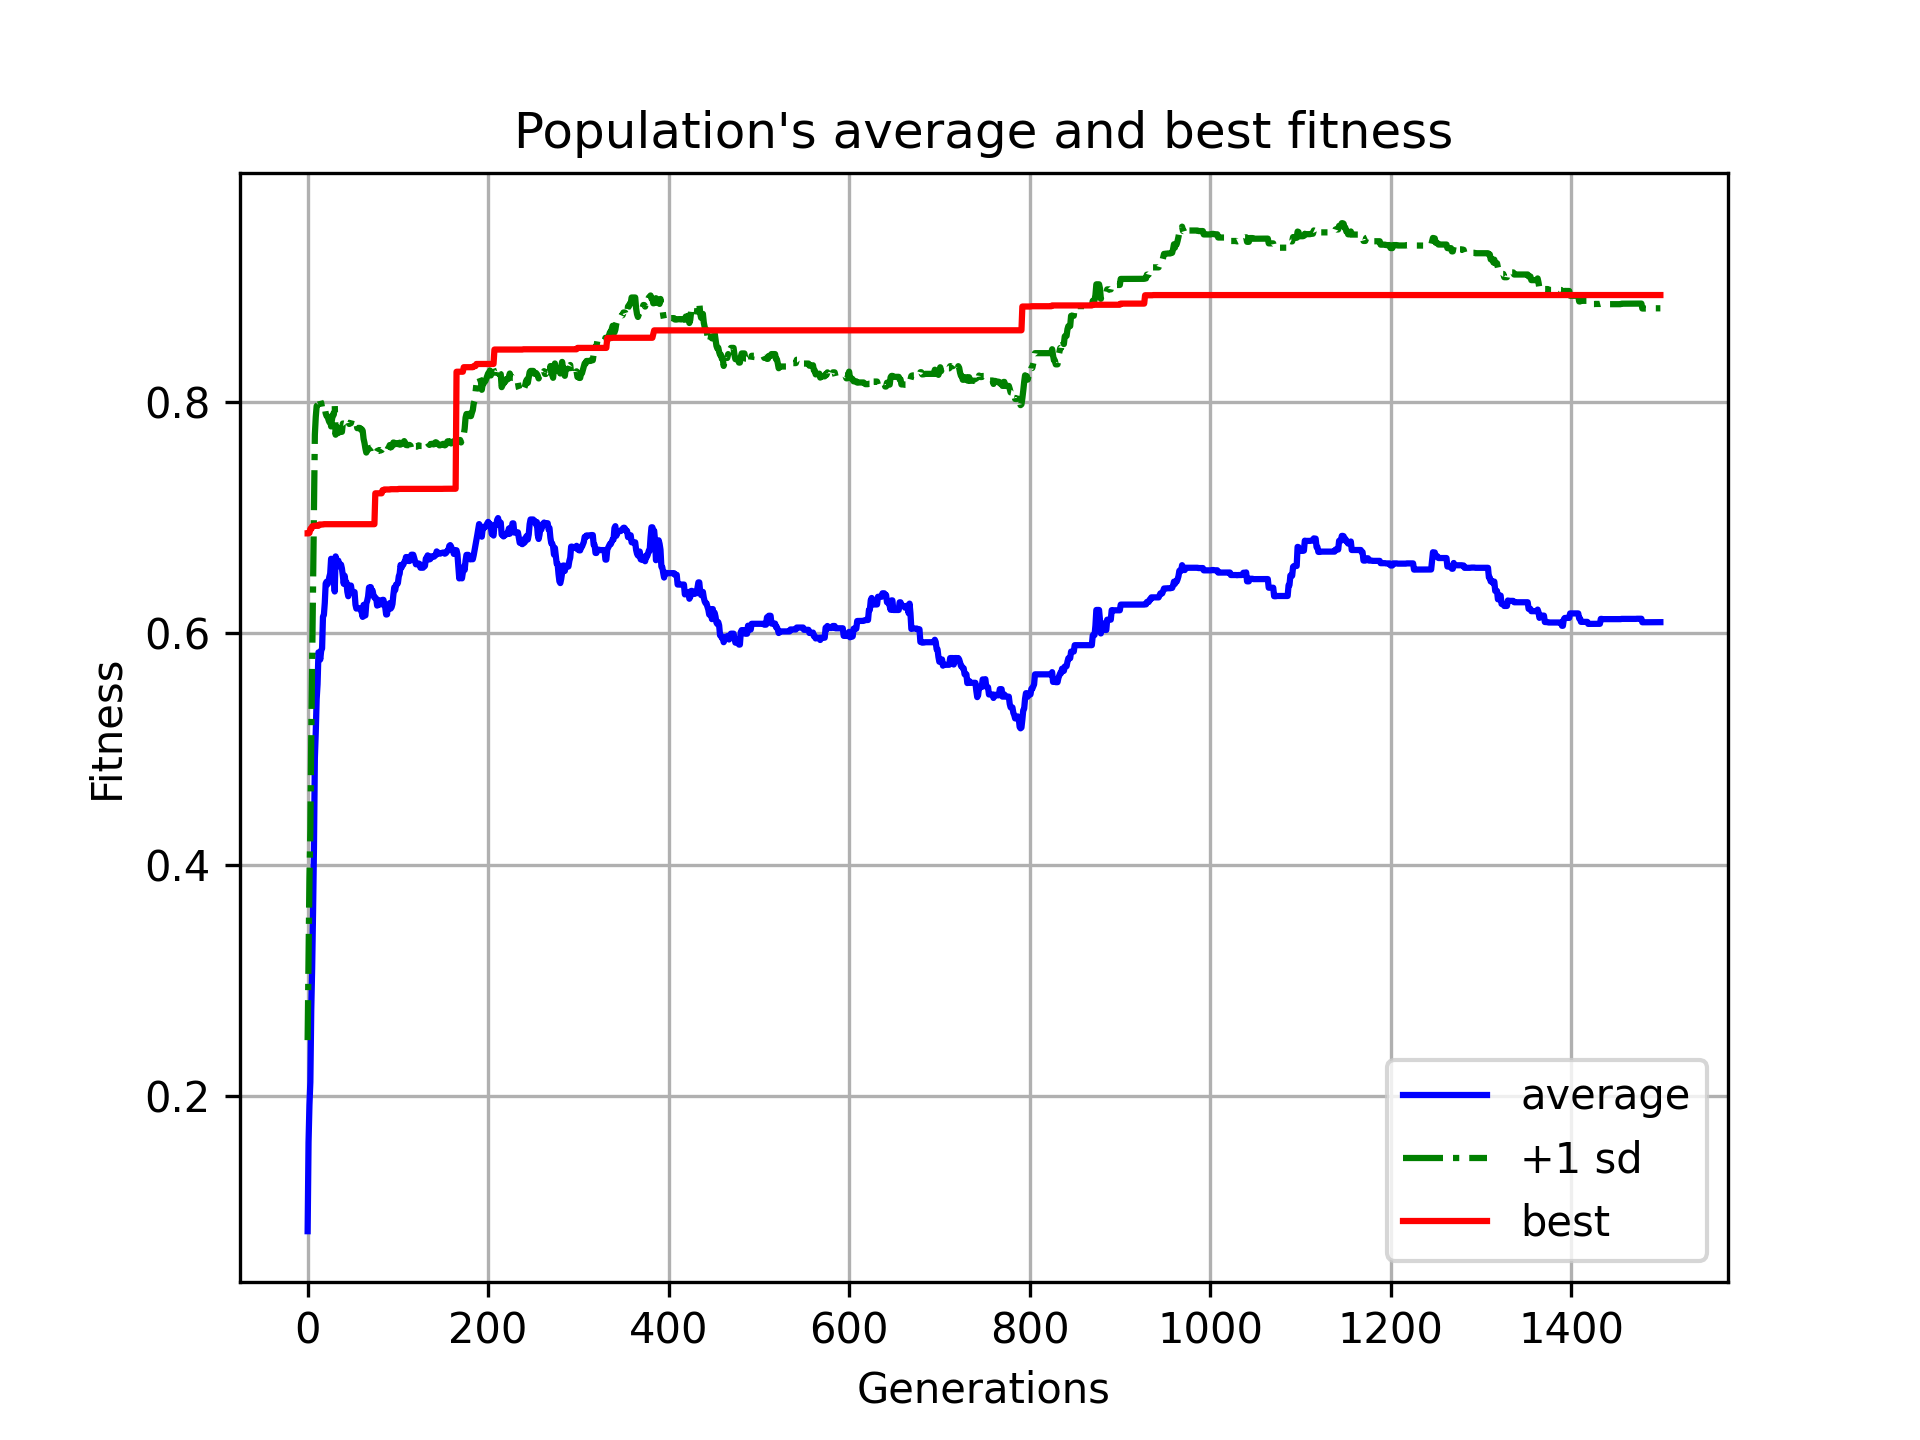 Population's average and best fitness
Fitness
0.8
0.6
0.4
0.2
0 200 400 600 800 1000 1200 1400
Generations
average
+1 sd
best